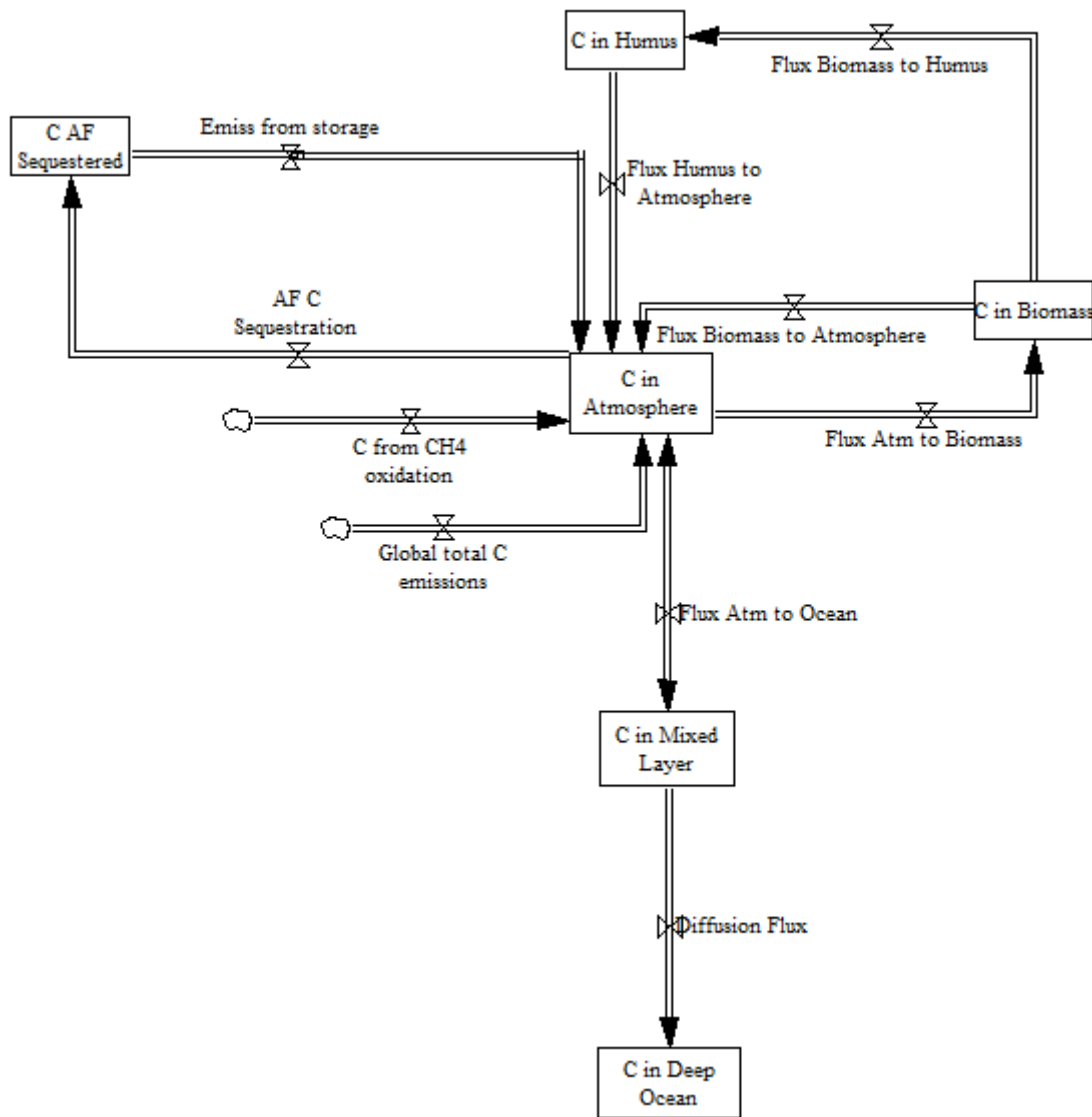 C in Humus
Flux Biomass to Humus
Emiss from storage
C AF
Sequestered
Flux Humus to
Atmosphere
AF C
Sequestration
C in Biomass
Flux Biomass to Atmosphere
C in
Atmosphere
Flux Atm to Biomass
C from CH4
oxidation
Global total C
emissions
Flux Atm to Ocean
C in Mixed
Layer
Diffusion Flux
C in Deep
Ocean